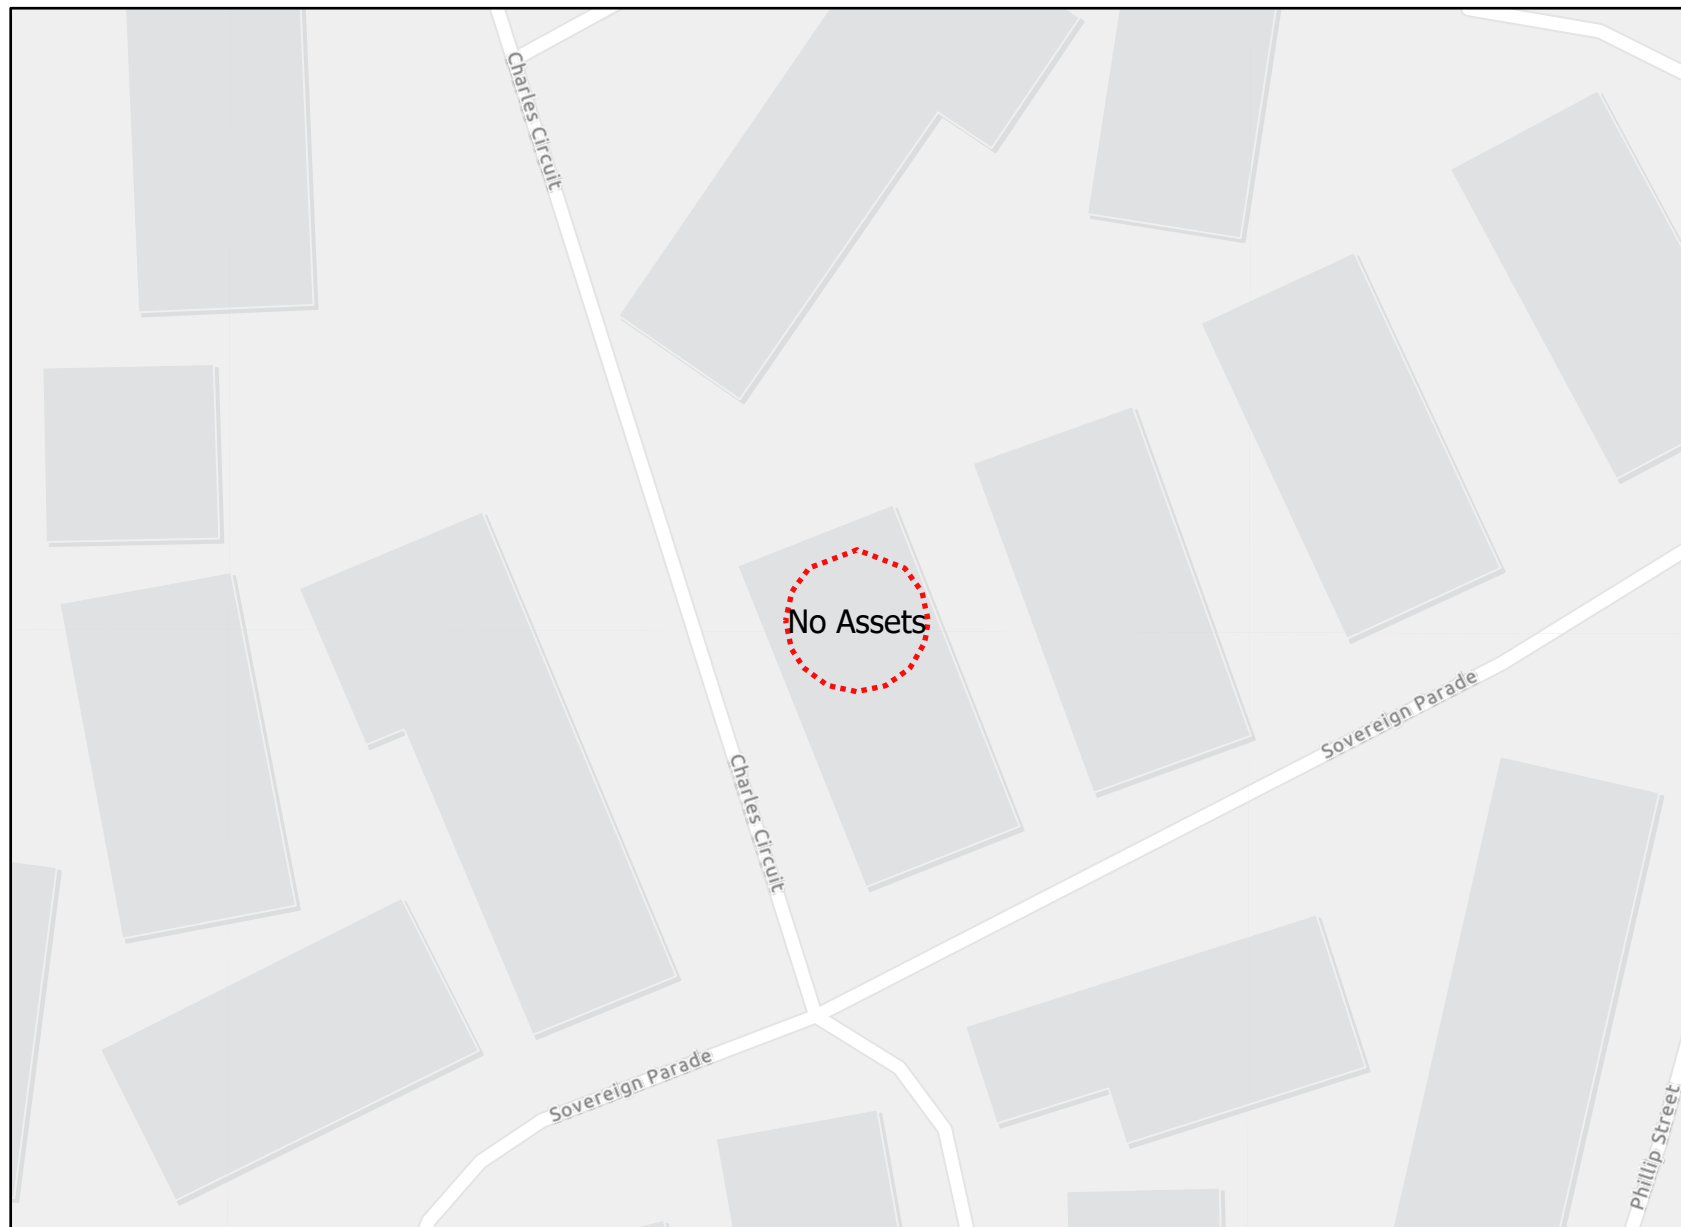 Charles Circuit
No Assets
Sovereign Parade
Charles Circuit
Sovereign Parade
Phillip Street